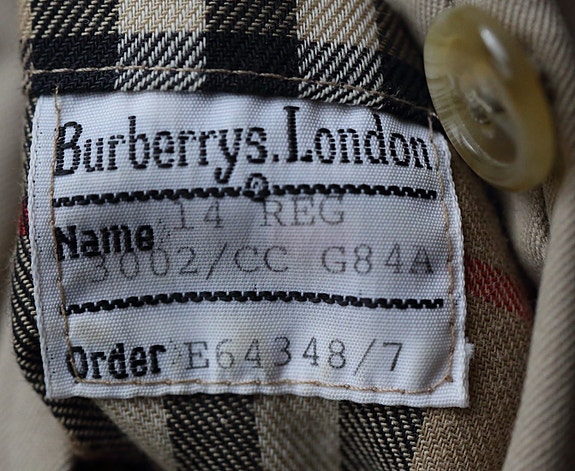 Burberrys. London
R
14 REG
Name
3002/CC G84A
Order E64348/7